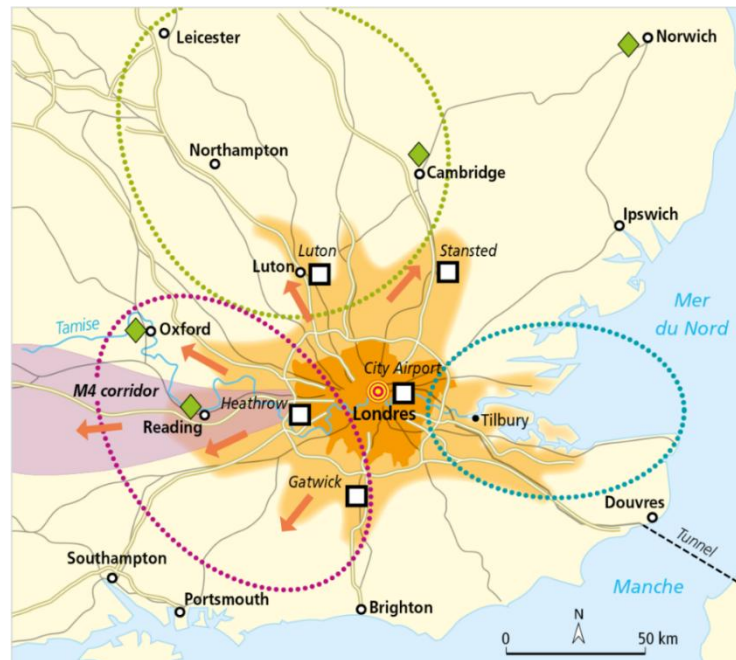 Leicester
Norwich
Northampton
Cambridge
Ipswich
Luton
Luton
Stansted
Mer
du Nord
Tamise
Oxford
M4 corridor
Heathrow
City Airport
Londres
Reading
Tilbury
Gatwick
Douvres
Tunnel
Southampton
Portsmouth
Brighton
Manche
N
0
50 km